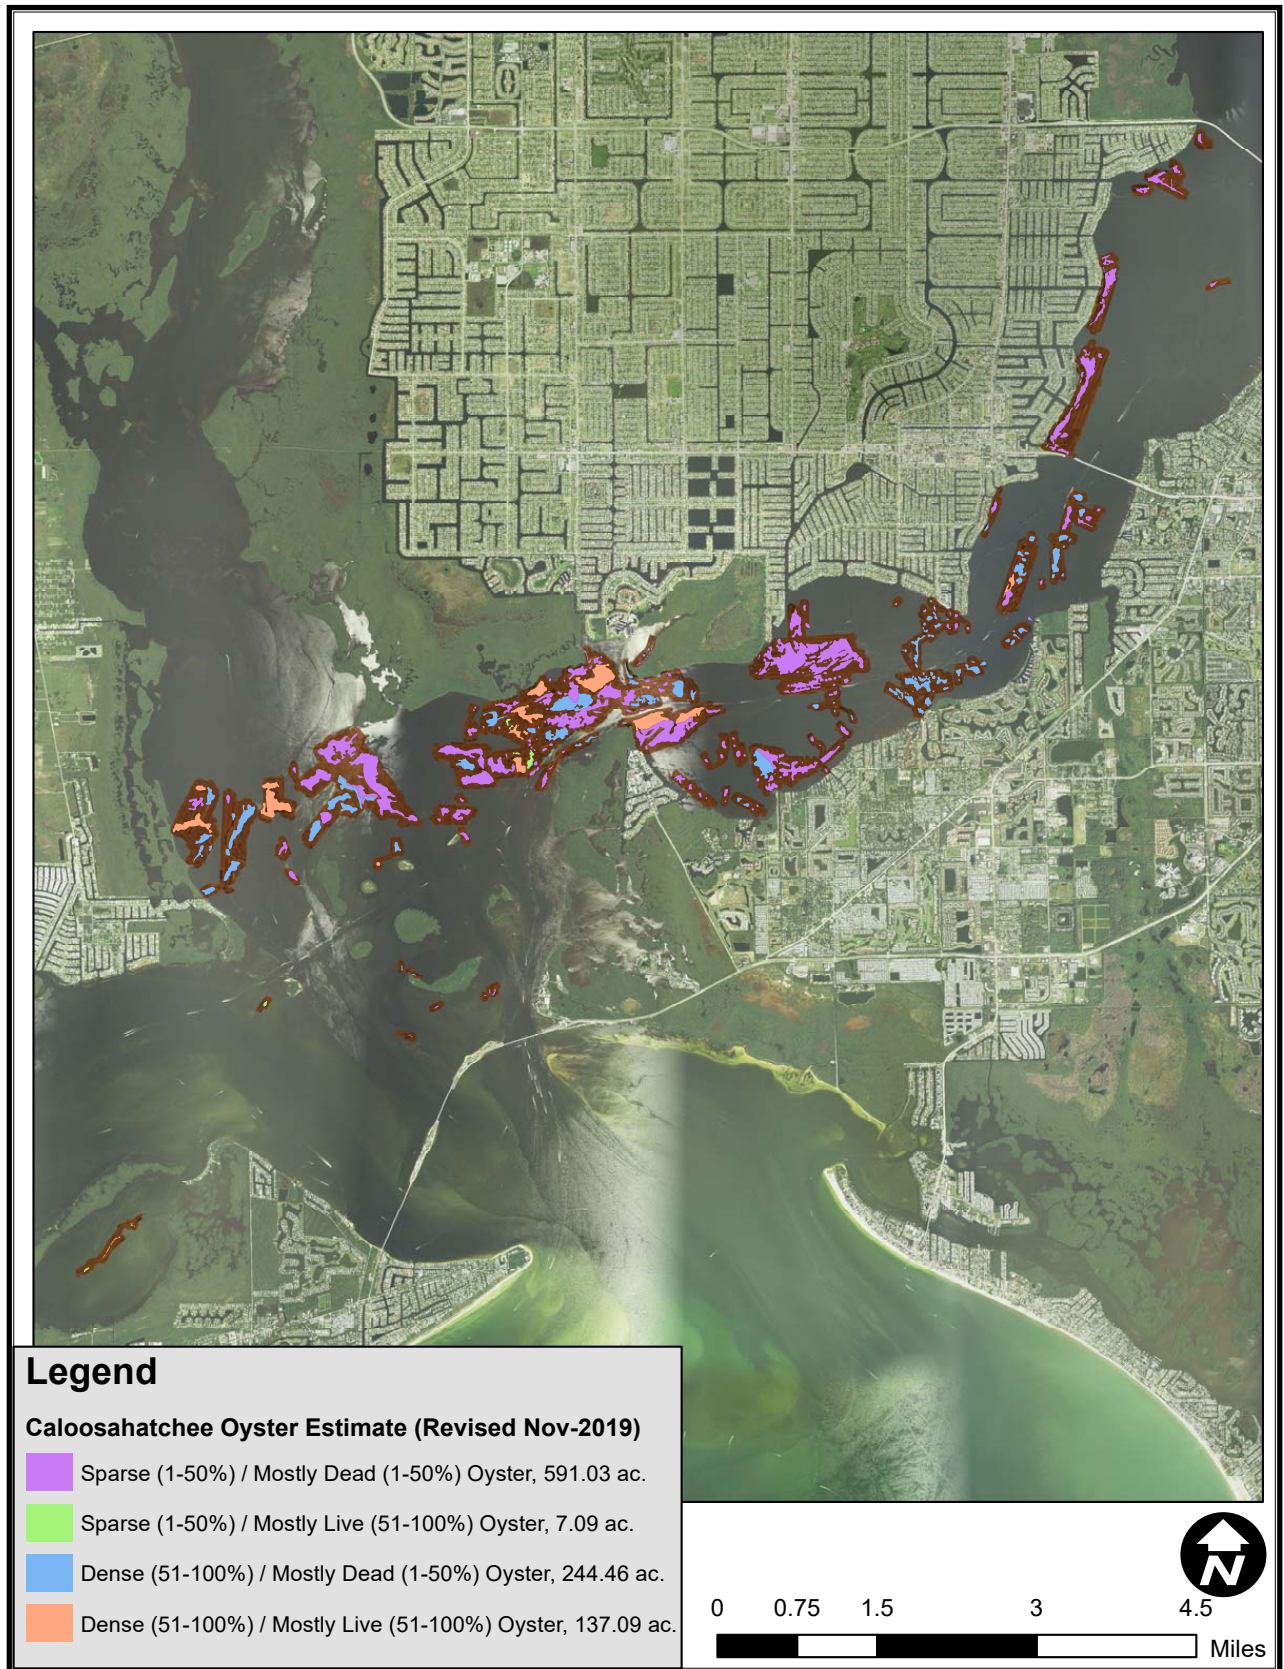 Legend
Caloosahatchee Oyster Estimate (Revised Nov-2019)
Sparse (1-50%) / Mostly Dead (1-50%) Oyster, 591.03 ac.
Sparse (1-50%) / Mostly Live (51-100%) Oyster, 7.09 ac.
Dense (51-100%) / Mostly Dead (1-50%) Oyster, 244.46 ac.
Dense (51-100%) / Mostly Live (51-100%) Oyster, 137.09 ac.
N
0 0.75 1.5 3 4.5
Miles